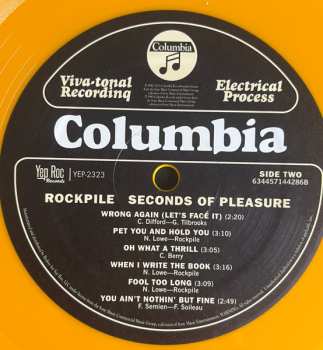 Columbia
Viva-tonal
Recording
Electrical
Process
Columbia
Yep Roc
Records
YEP-2323
SIDE TWO
634457144286B
ROCKPILE SECONDS OF PLEASURE
WRONG AGAIN (LET'S FACÉ IT) (2:20)
C. Difford—G. Tilbrooks
PET YOU AND HOLD YOU (3:10)
N. Lowe—Rockpile
OH WHAT A THRILL (3:05)
C. Berry
WHEN I WRITE THE BOOK (3:16)
N. Lowe—Rockpile
FOOL TOO LONG (3:09)
N. Lowe—Rockpile
YOU AIN'T NOTHIN' BUT FINE (2:49)
F. Semien—F. Soileau